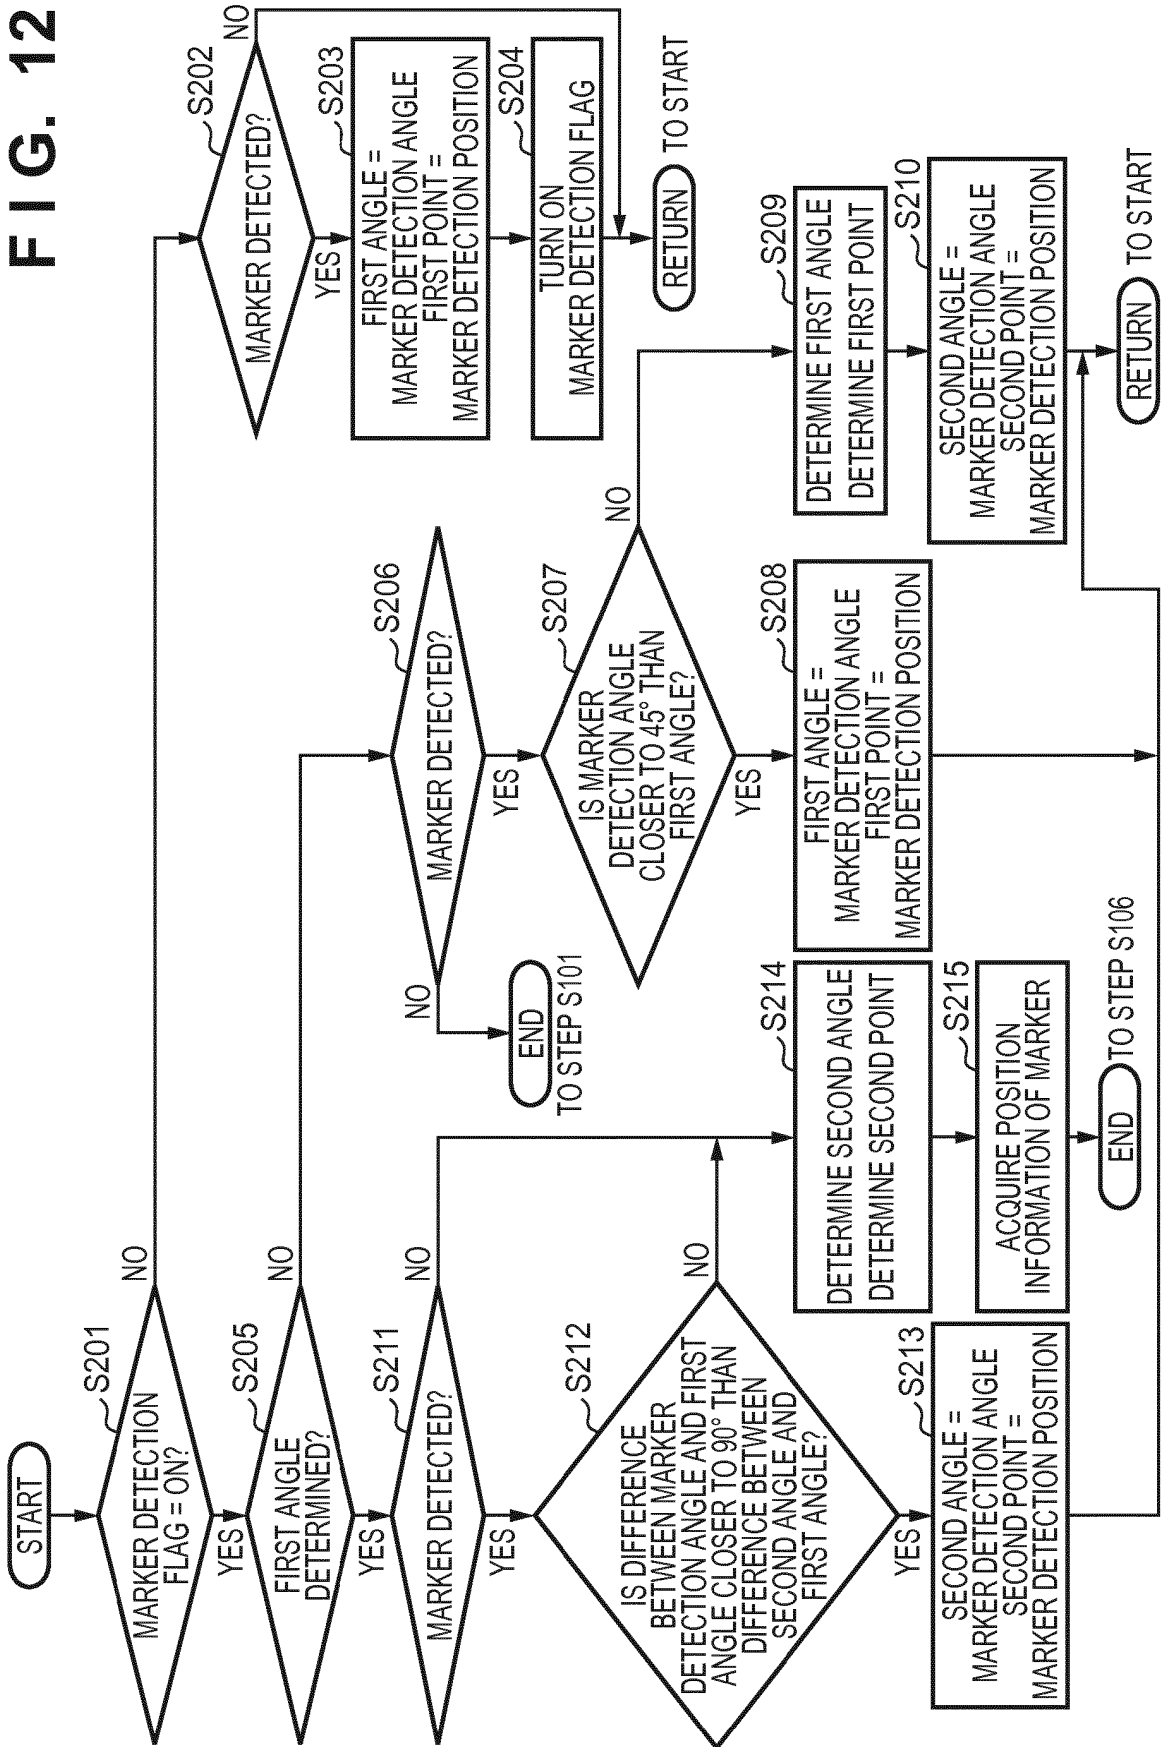 F I G. 12
START
S201
MARKER DETECTION
FLAG = ON?
NO
YES
S202
MARKER DETECTED?
NO
YES
S203
FIRST ANGLE =
MARKER DETECTION ANGLE
FIRST POINT =
MARKER DETECTION POSITION
S204
TURN ON
MARKER DETECTION FLAG
RETURN
TO START
S205
FIRST ANGLE
DETERMINED?
NO
YES
S206
MARKER DETECTED?
NO
YES
END
TO STEP S101
S207
IS MARKER
DETECTION ANGLE
CLOSER TO 45° THAN
FIRST ANGLE?
NO
YES
S208
FIRST ANGLE =
MARKER DETECTION ANGLE
FIRST POINT =
MARKER DETECTION POSITION
S209
DETERMINE FIRST ANGLE
DETERMINE FIRST POINT
S210
SECOND ANGLE =
MARKER DETECTION ANGLE
SECOND POINT =
MARKER DETECTION POSITION
RETURN
TO START
S211
MARKER DETECTED?
NO
YES
S212
IS DIFFERENCE
BETWEEN MARKER
DETECTION ANGLE AND FIRST
ANGLE CLOSER TO 90° THAN
DIFFERENCE BETWEEN
SECOND ANGLE AND
FIRST ANGLE?
NO
YES
S213
SECOND ANGLE =
MARKER DETECTION ANGLE
SECOND POINT =
MARKER DETECTION POSITION
S214
DETERMINE SECOND ANGLE
DETERMINE SECOND POINT
S215
ACQUIRE POSITION
INFORMATION OF MARKER
END
TO STEP S106